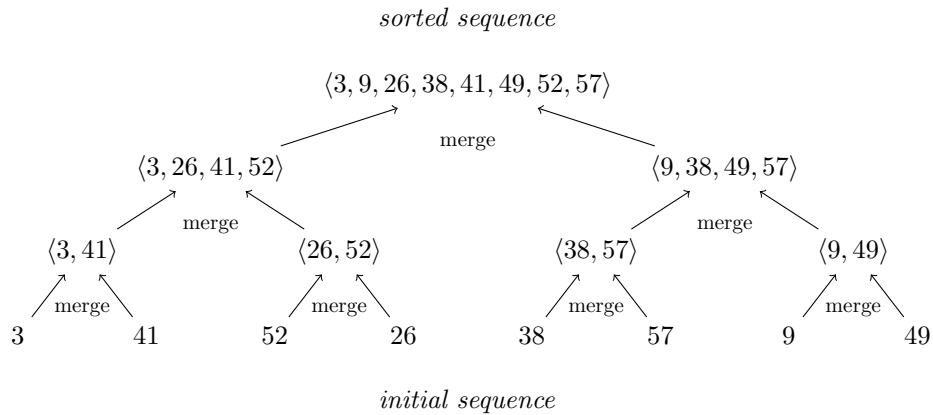 sorted sequence
⟨3, 9, 26, 38, 41, 49, 52, 57⟩
merge
⟨3, 26, 41, 52⟩ ⟨9, 38, 49, 57⟩
merge merge
⟨3, 41⟩ ⟨26, 52⟩ ⟨38, 57⟩ ⟨9, 49⟩
merge merge merge merge
3 41 52 26 38 57 9 49
initial sequence